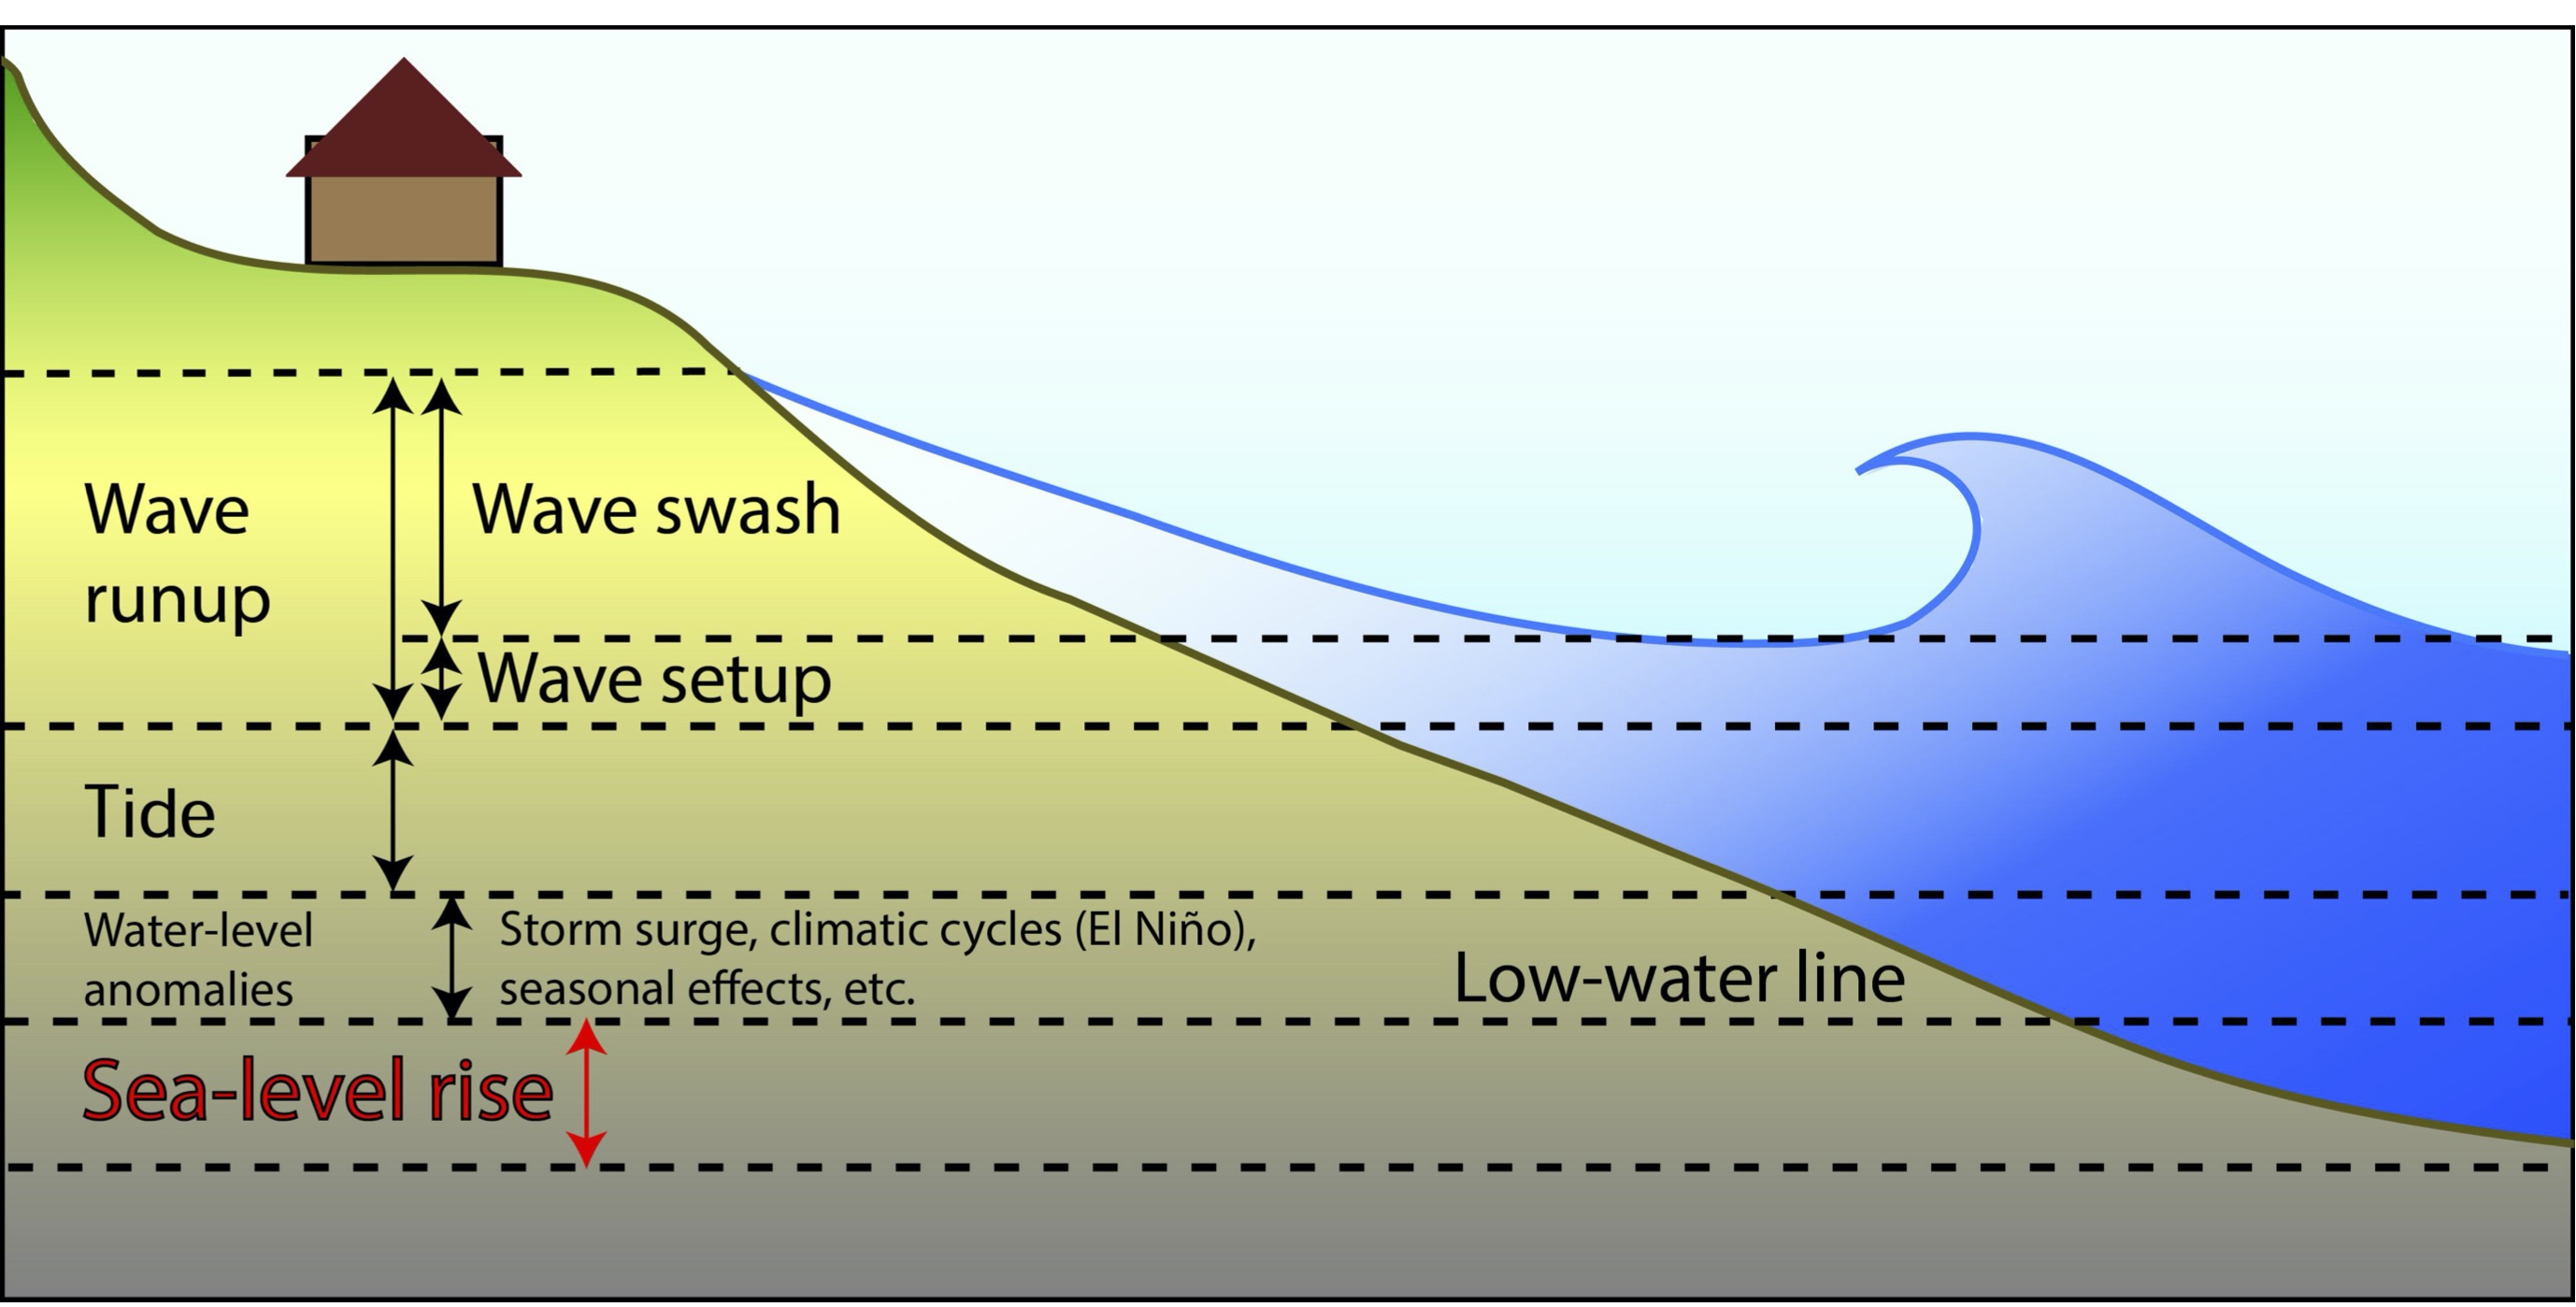 Wave
runup
Wave swash
Wave setup
Tide
Water-level
anomalies
Storm surge, climatic cycles (El Niño),
seasonal effects, etc.
Low-water line
Sea-level rise